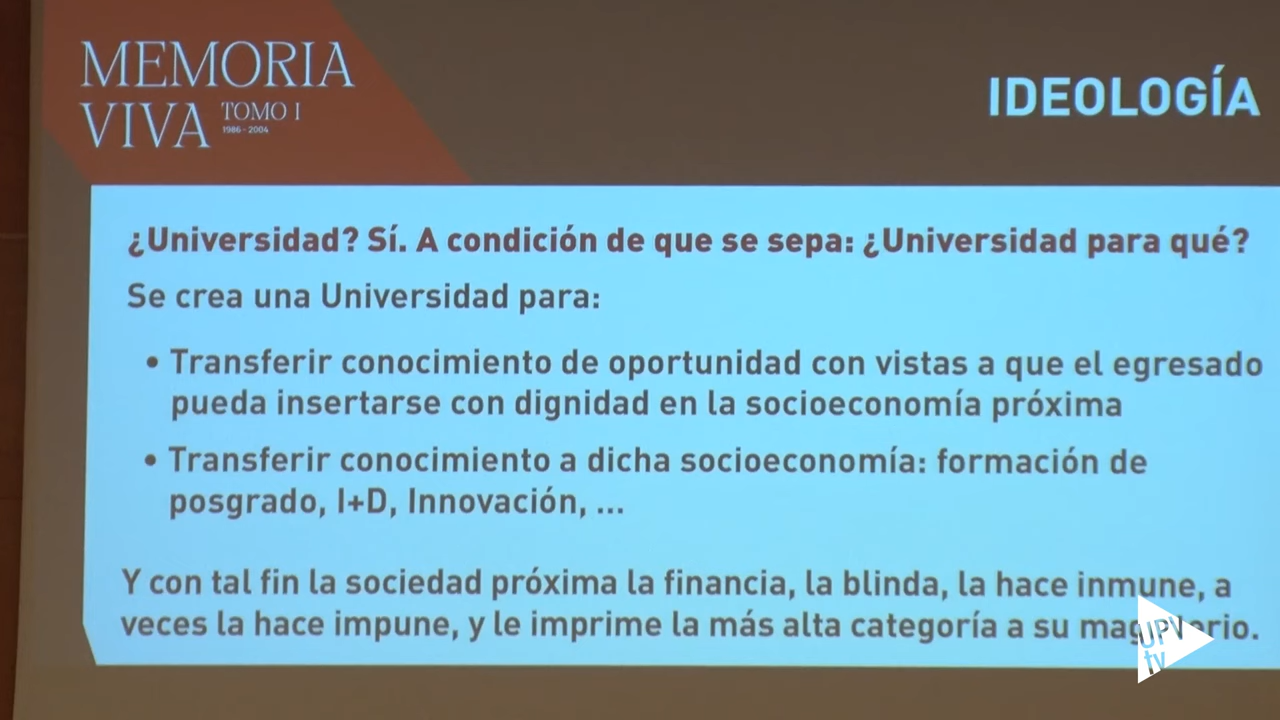 MEMORIA
VIVA TOMO I
1986 - 2004
IDEOLOGÍA
¿Universidad? Sí. A condición de que se sepa: ¿Universidad para qué?
Se crea una Universidad para:
• Transferir conocimiento de oportunidad con vistas a que el egresado
pueda insertarse con dignidad en la socioeconomía próxima
• Transferir conocimiento a dicha socioeconomía: formación de
posgrado, I+D, Innovación, ...
Y con tal fin la sociedad próxima la financia, la blinda, la hace inmune, a
veces la hace impune, y le imprime la más alta categoría a su
UPV
tv